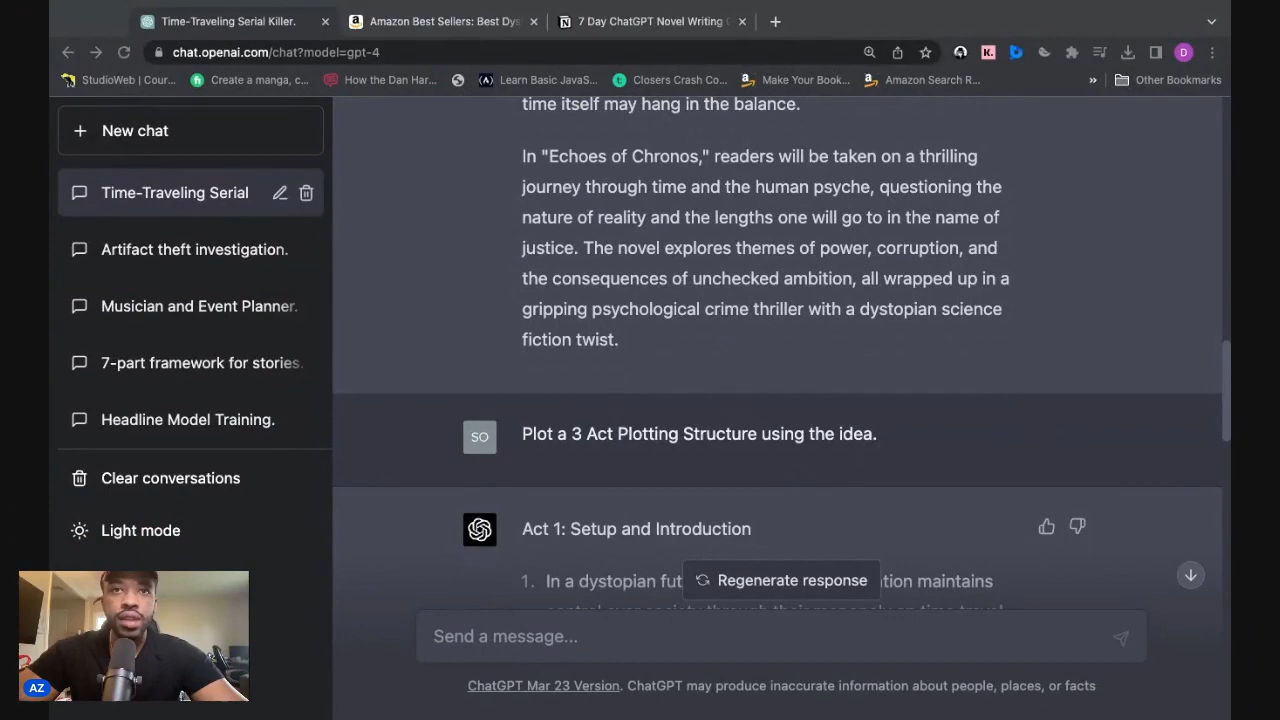 Time-Traveling Serial Killer.
Amazon Best Sellers: Best Dys
7 Day ChatGPT Novel Writing
chat.openai.com/chat?model=gpt-4
D
StudioWeb | Cour...
Create a manga, c...
How the Dan Har...
Learn Basic JavaS...
Closers Crash Co...
Make Your Book...
Amazon Search R...
»
Other Bookmarks
+ New chat
Time-Traveling Serial
Artifact theft investigation.
Musician and Event Planner.
7-part framework for stories.
Headline Model Training.
Clear conversations
Light mode
AZ
time itself may hang in the balance.
In "Echoes of Chronos," readers will be taken on a thrilling
journey through time and the human psyche, questioning the
nature of reality and the lengths one will go to in the name of
justice. The novel explores themes of power, corruption, and
the consequences of unchecked ambition, all wrapped up in a
gripping psychological crime thriller with a dystopian science
fiction twist.
SO
Plot a 3 Act Plotting Structure using the idea.
Act 1: Setup and Introduction
1. In a dystopian fut
Regenerate response
tion maintains
Send a message...
ChatGPT Mar 23 Version. ChatGPT may produce inaccurate information about people, places, or facts